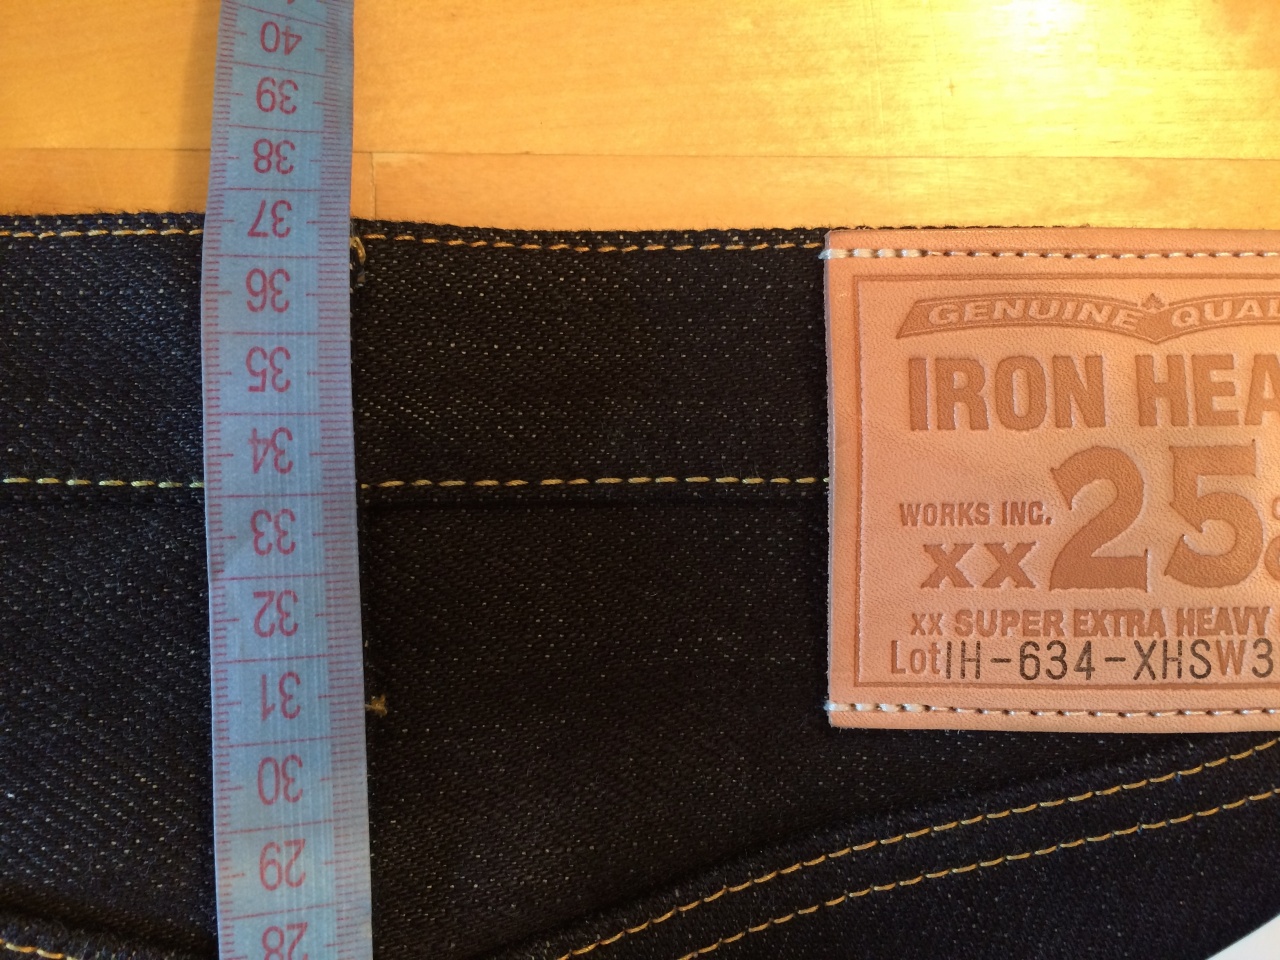 40
39
38
37
36
35
34
33
32
31
30
29
28
GENUINE QUAL
IRON HEA
WORKS INC.
XX 25
XX SUPER EXTRA HEAVY
Lot IH-634-XHSW3